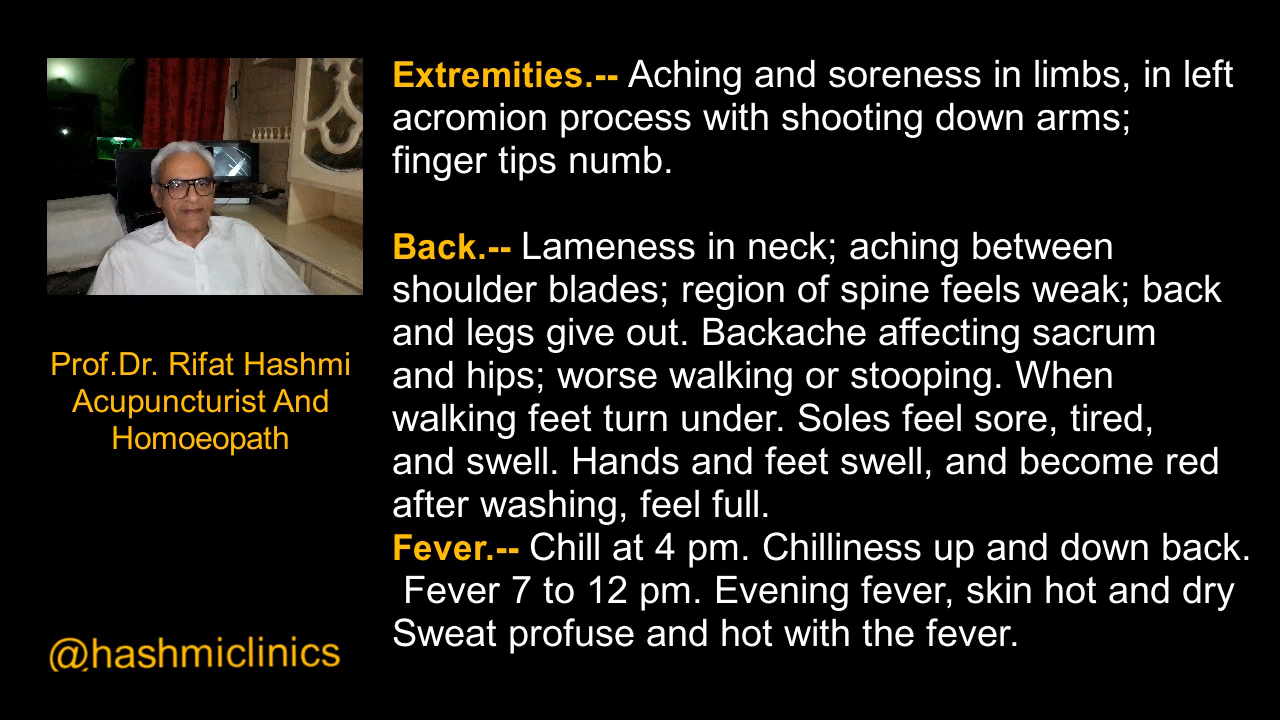 Prof.Dr. Rifat Hashmi
Acupuncturist And
Homoeopath
@hashmiclinics
Extremities.-- Aching and soreness in limbs, in left
acromion process with shooting down arms;
finger tips numb.
Back.-- Lameness in neck; aching between
shoulder blades; region of spine feels weak; back
and legs give out. Backache affecting sacrum
and hips; worse walking or stooping. When
walking feet turn under. Soles feel sore, tired,
and swell. Hands and feet swell, and become red
after washing, feel full.
Fever.-- Chill at 4 pm. Chilliness up and down back.
Fever 7 to 12 pm. Evening fever, skin hot and dry
Sweat profuse and hot with the fever.